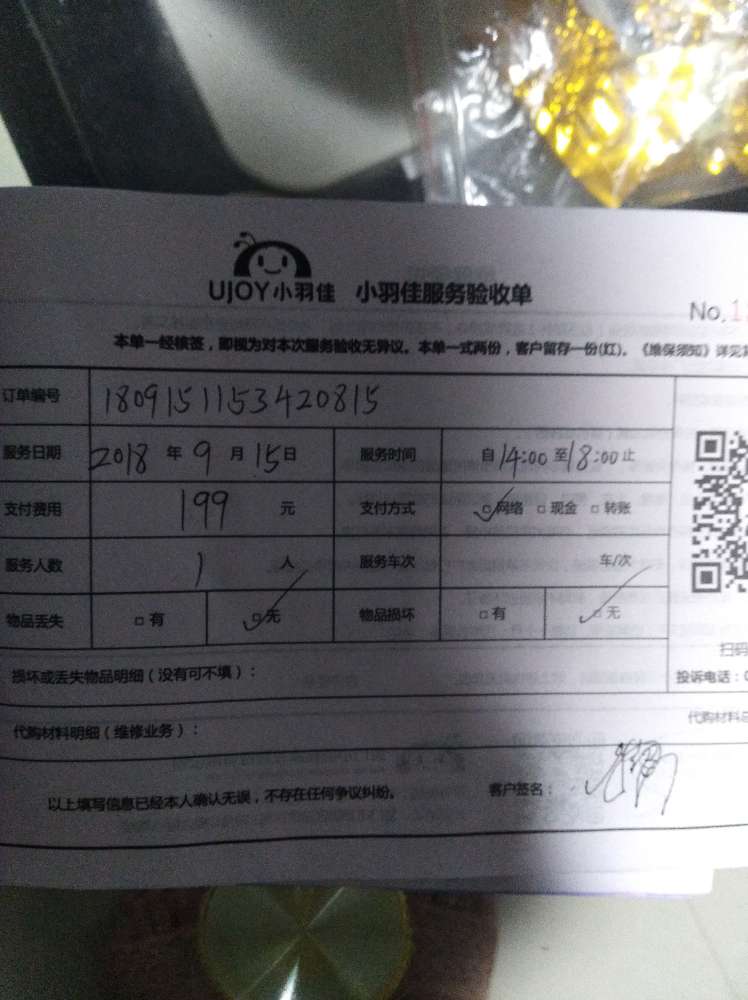 UJOY小羽佳 小羽佳服务验收单
No.1
本单一经核签，即视为对本次服务验收无异议。本单一式两份，客户留存一份(红)。《维保须知》详见
订单编号 1809151153420815
服务日期 2018 年 9 月 15 日 服务时间 自 14:00 至 18:00 止
支付费用 199 元 支付方式 ☑ 网络 □ 现金 □ 转账
服务人数 1 人 服务车次 车/次
物品丢失 □ 有 ☑ 无 物品损坏 □ 有 ☑ 无
扫码
损坏或丢失物品明细（没有可不填）： 投诉电话：0
代购材料明细（维修业务）： 代购材料总
以上填写信息已经本人确认无误，不存在任何争议纠纷。 客户签名：